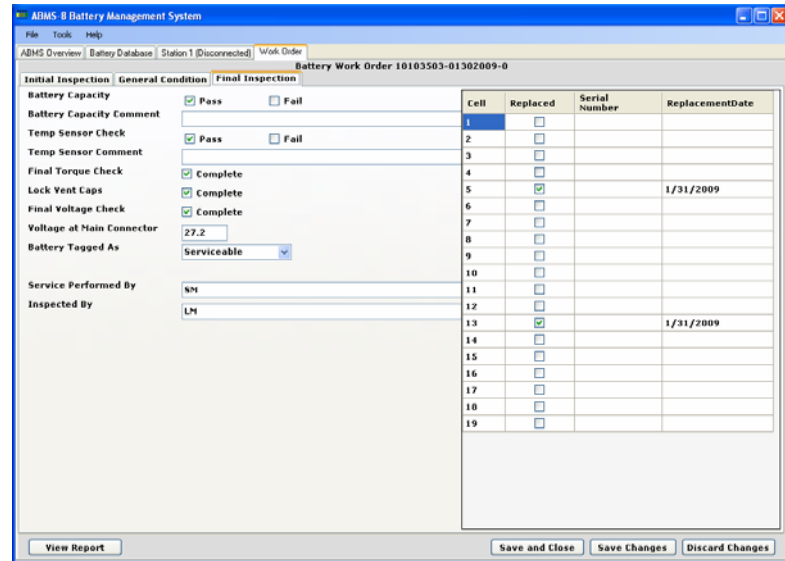 ABMS-8 Battery Management System
File Tools Help
ABMS Overview Battery Database Station 1 (Disconnected) Work Order
Battery Work Order 10103503-01302009-0
Initial Inspection General Condition Final Inspection
Battery Capacity Pass Fail
Battery Capacity Comment
Temp Sensor Check Pass Fail
Temp Sensor Comment
Final Torque Check Complete
Lock Vent Caps Complete
Final Voltage Check Complete
Voltage at Main Connector 27.2
Battery Tagged As Serviceable
Service Performed By SM
Inspected By LM
Cell Replaced Serial Number ReplacementDate
1
2
3
4
5 1/31/2009
6
7
8
9
10
11
12
13 1/31/2009
14
15
16
17
18
19
View Report Save and Close Save Changes Discard Changes